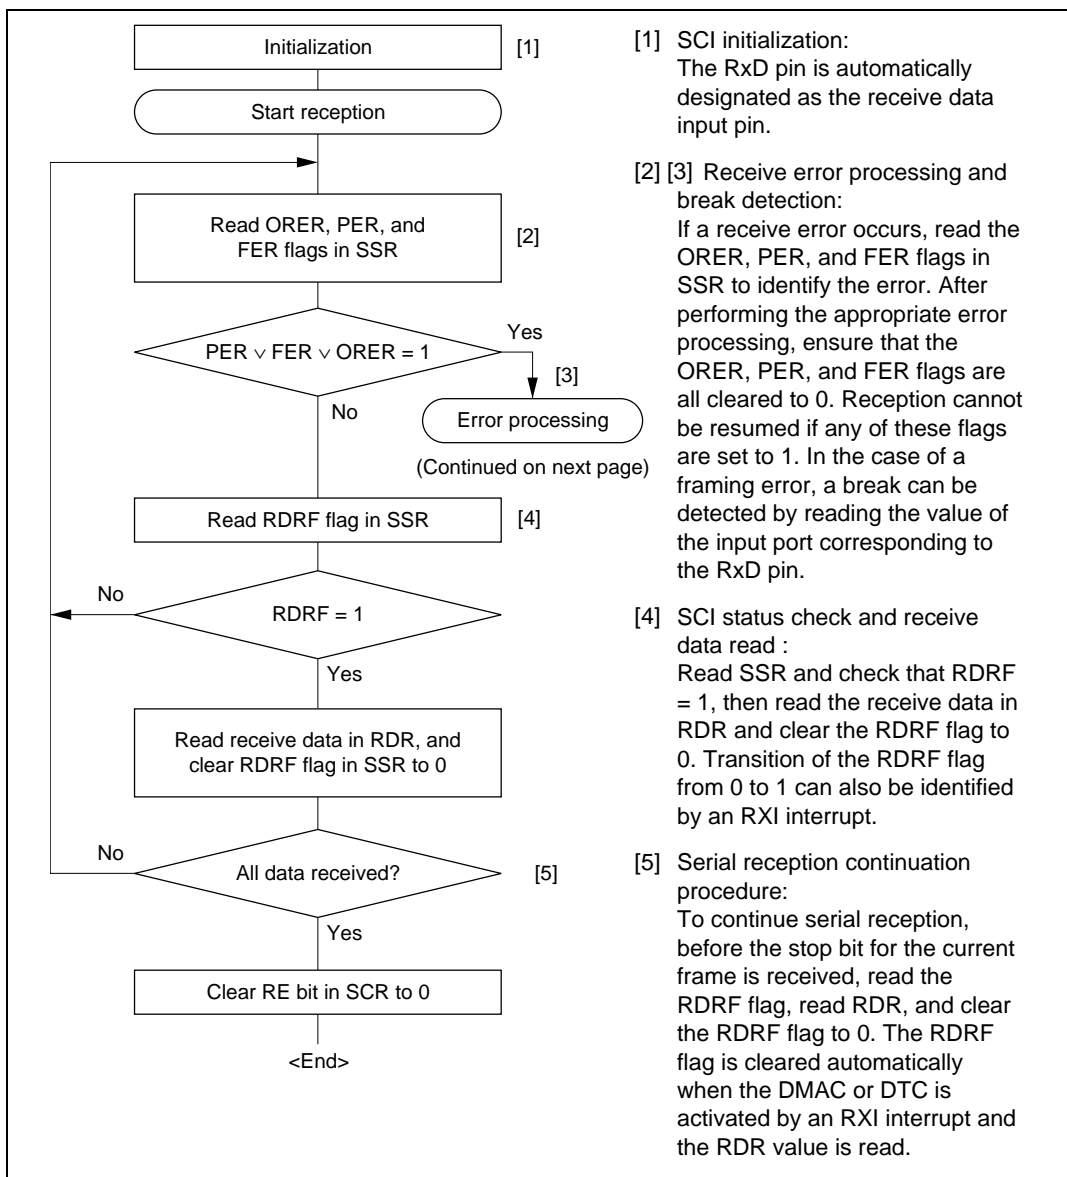 Initialization
[1]
Start reception
Read ORER, PER, and
FER flags in SSR
[2]
PER ∨ FER ∨ ORER = 1
Yes
[3]
No
Error processing
(Continued on next page)
Read RDRF flag in SSR
[4]
No
RDRF = 1
Yes
Read receive data in RDR, and
clear RDRF flag in SSR to 0
No
All data received?
[5]
Yes
Clear RE bit in SCR to 0
<End>
[1] SCI initialization:
The RxD pin is automatically
designated as the receive data
input pin.
[2] [3] Receive error processing and
break detection:
If a receive error occurs, read the
ORER, PER, and FER flags in
SSR to identify the error. After
performing the appropriate error
processing, ensure that the
ORER, PER, and FER flags are
all cleared to 0. Reception cannot
be resumed if any of these flags
are set to 1. In the case of a
framing error, a break can be
detected by reading the value of
the input port corresponding to
the RxD pin.
[4] SCI status check and receive
data read :
Read SSR and check that RDRF
= 1, then read the receive data in
RDR and clear the RDRF flag to
0. Transition of the RDRF flag
from 0 to 1 can also be identified
by an RXI interrupt.
[5] Serial reception continuation
procedure:
To continue serial reception,
before the stop bit for the current
frame is received, read the
RDRF flag, read RDR, and clear
the RDRF flag to 0. The RDRF
flag is cleared automatically
when the DMAC or DTC is
activated by an RXI interrupt and
the RDR value is read.